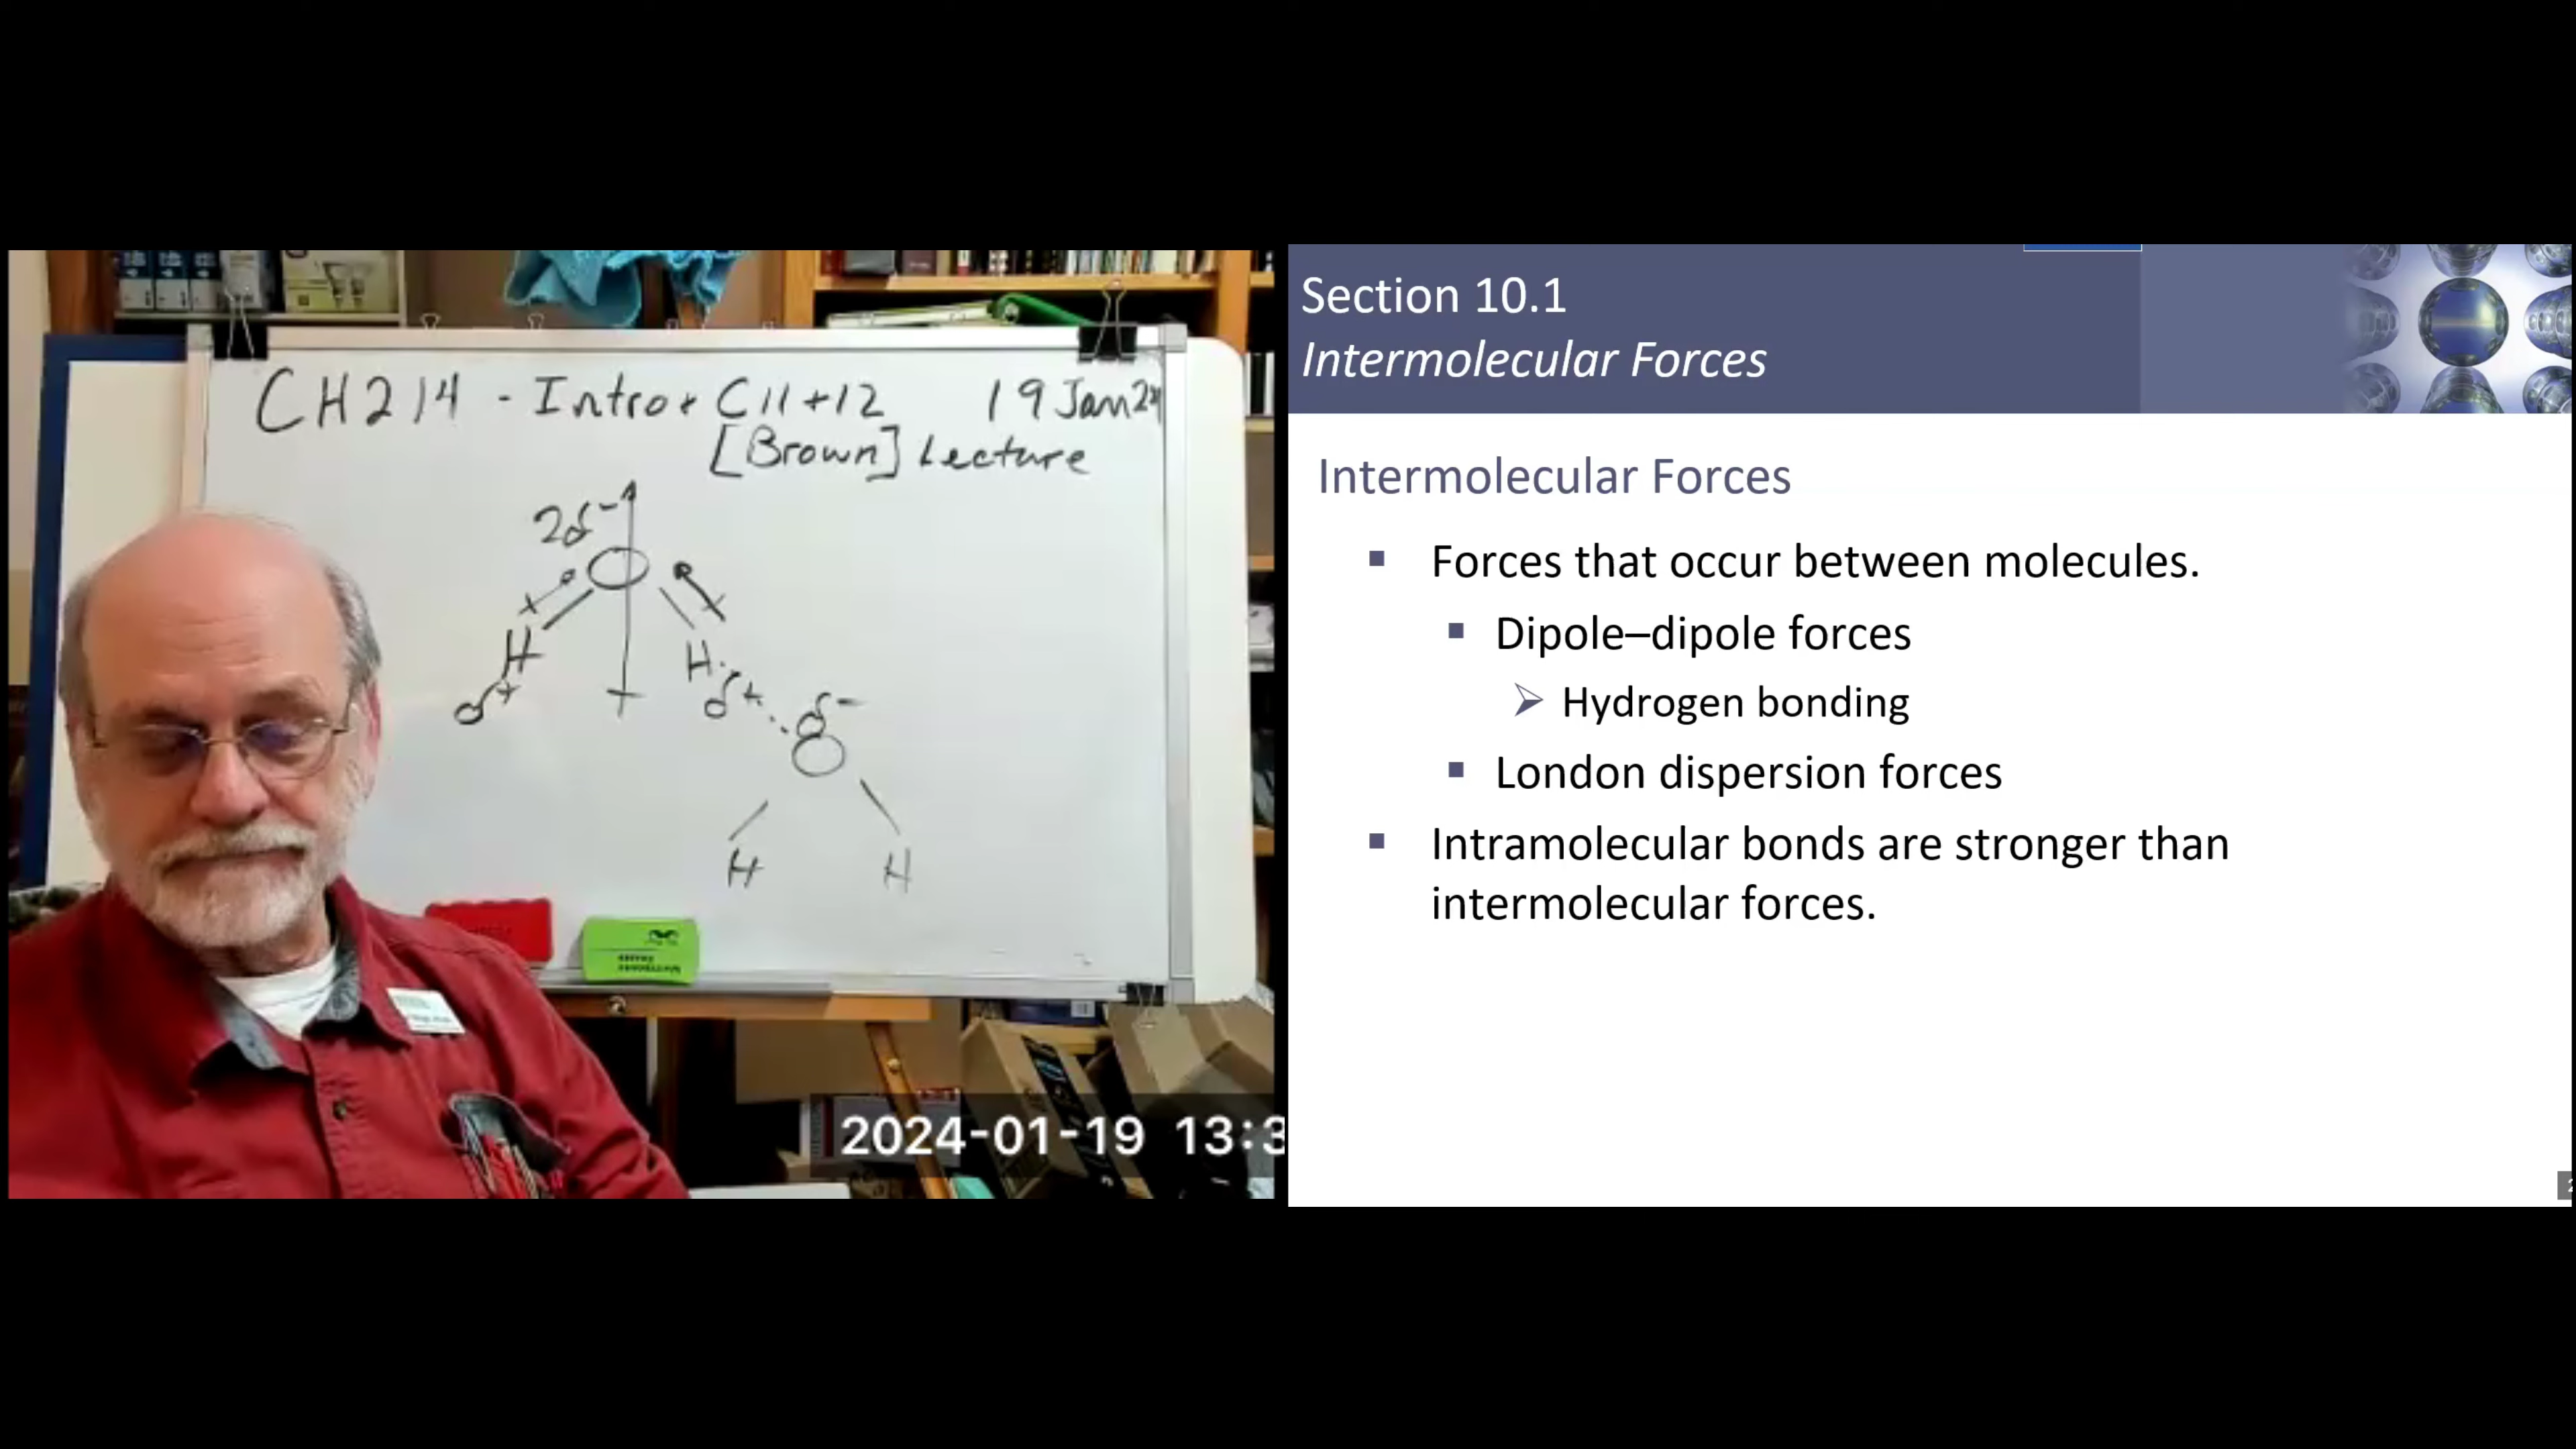 CH214 - Intro + C11+12 19 Jan 24
[Brown] Lecture
2δ-
O
H H
δ+ δ+
δ-
O
H H
2024-01-19 13:3
Section 10.1
Intermolecular Forces
Intermolecular Forces
▪ Forces that occur between molecules.
▪ Dipole–dipole forces
➢ Hydrogen bonding
▪ London dispersion forces
▪ Intramolecular bonds are stronger than
intermolecular forces.